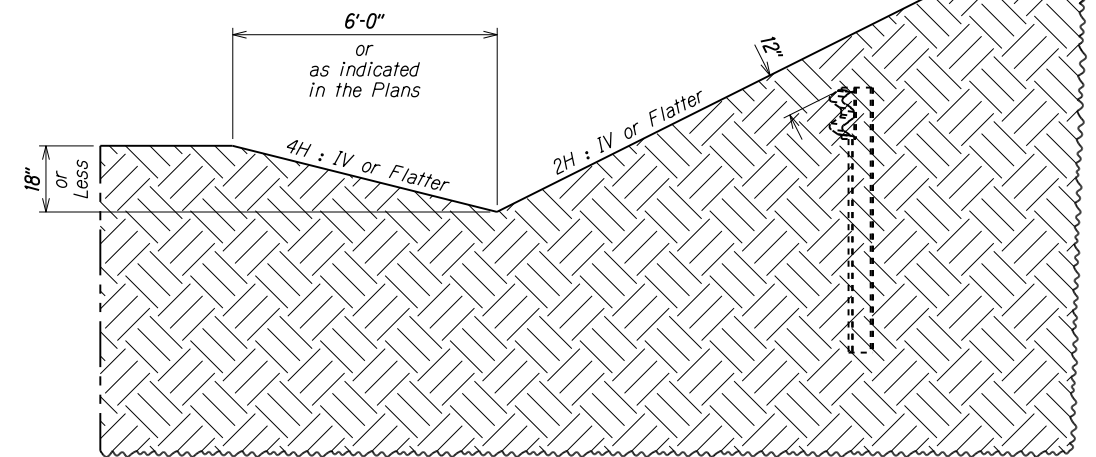 6'-0"
or
as indicated
in the Plans
12"
18"
or
Less
4H : 1V or Flatter
2H : 1V or Flatter